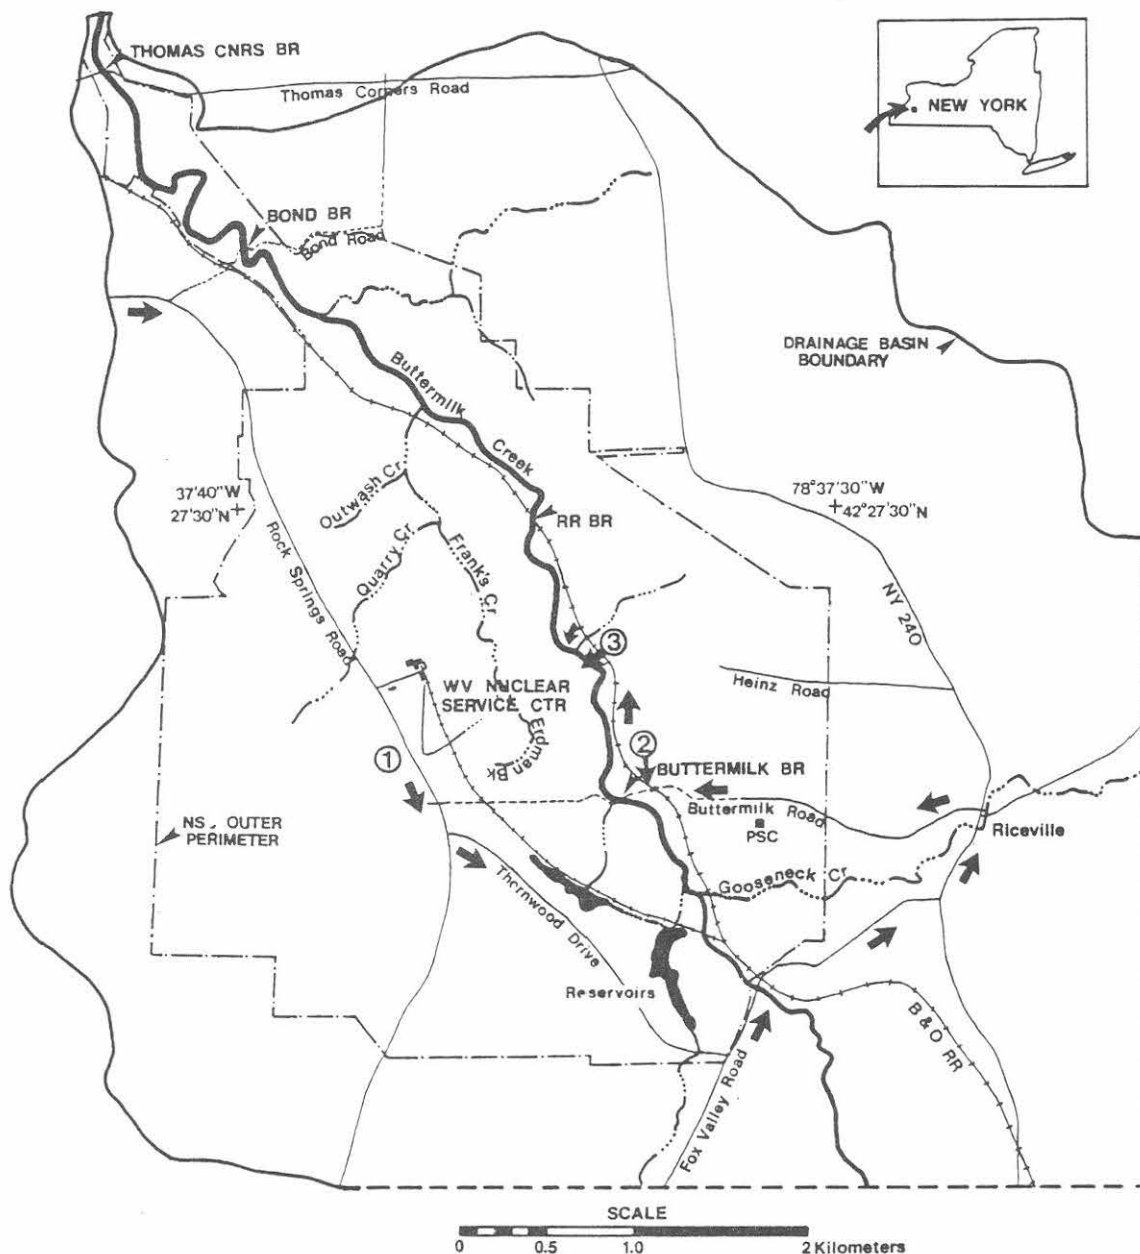 THOMAS CNRS BR
Thomas Corners Road
NEW YORK
BOND BR
Bond Road
DRAINAGE BASIN
BOUNDARY
Buttermilk
Creek
37'40"W
27'30"N
78°37'30"W
42°27'30"N
Outwash Cr.
RR BR
Quarry Cr.
Frank's Cr
Rock Springs Road
NY 240
3
WV NUCLEAR
SERVICE CTR
Heinz Road
Erdman Bk
1
2
BUTTERMILK BR
Buttermilk
Road
PSC
Riceville
NS OUTER
PERIMETER
Gooseneck Cr
Thornwood Drive
Reservoirs
B & O RR
Fox Valley Road
SCALE
0 0.5 1.0 2 Kilometers